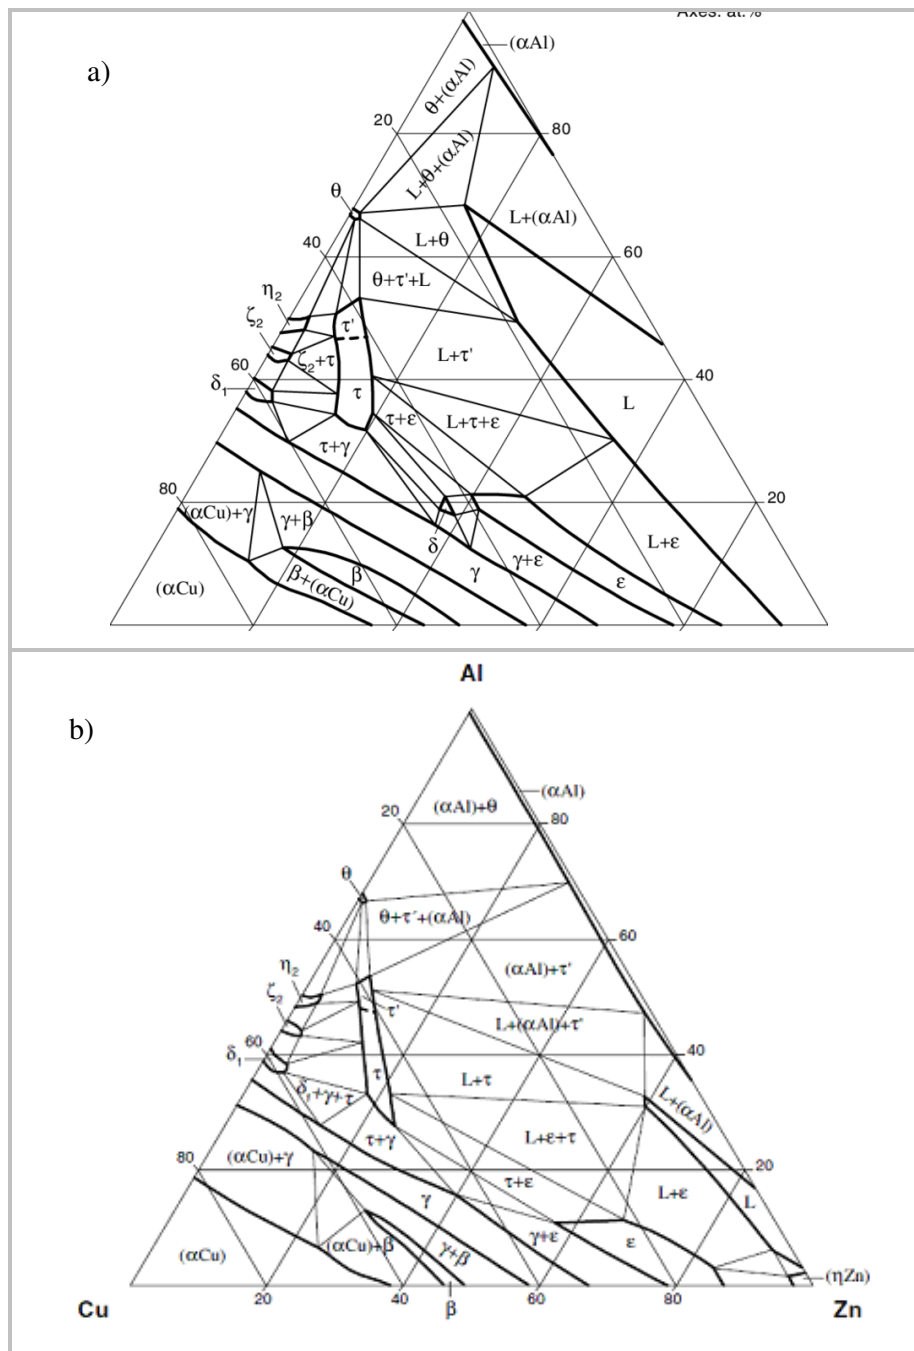 Axes: at.%
a)
(αAl)
θ+(αAl)
20
80
L+θ+(αAl)
θ
L+(αAl)
L+θ
40
60
θ+τ'+L
η₂
τ'
ζ₂
ζ₂+τ
L+τ'
60
40
δ₁
τ
L
τ+ε
L+τ+ε
τ+γ
80
20
(αCu)+γ
γ+β
δ
L+ε
γ+ε
β
γ
ε
(αCu)
β+(αCu)
Al
b)
(αAl)
(αAl)+θ
20
80
θ
θ+τ'+(αAl)
40
60
η₂
(αAl)+τ'
ζ₂
τ'
L+(αAl)+τ'
60
40
δ₁
τ
L+τ
δ₁+γ+τ
L+(αAl)
τ+γ
L+ε+τ
80
(αCu)+γ
20
τ+ε
L+ε
γ
L
(αCu)
(αCu)+β
γ+β
γ+ε
ε
(ηZn)
20
40
60
80
Cu
β
Zn